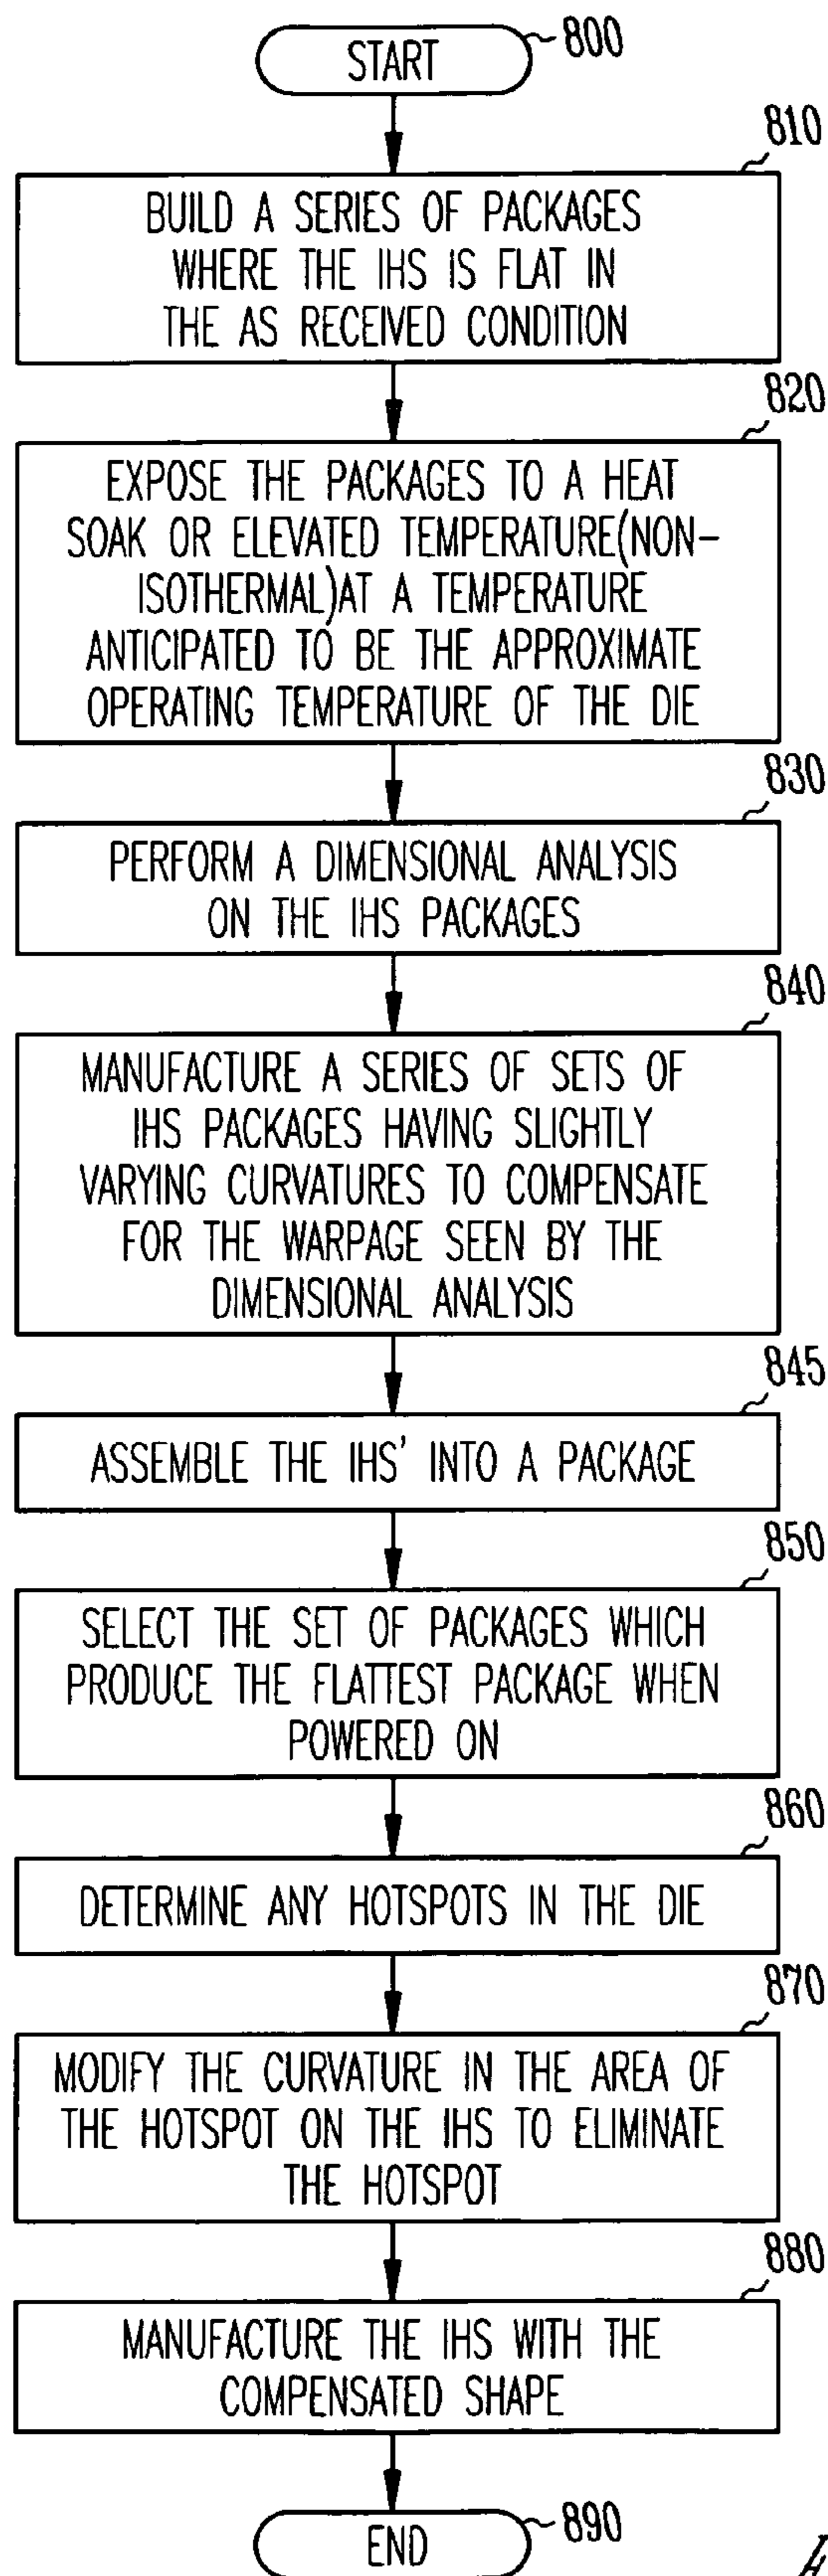 START
800
810
BUILD A SERIES OF PACKAGES
WHERE THE IHS IS FLAT IN
THE AS RECEIVED CONDITION
820
EXPOSE THE PACKAGES TO A HEAT
SOAK OR ELEVATED TEMPERATURE(NON-
ISOTHERMAL)AT A TEMPERATURE
ANTICIPATED TO BE THE APPROXIMATE
OPERATING TEMPERATURE OF THE DIE
830
PERFORM A DIMENSIONAL ANALYSIS
ON THE IHS PACKAGES
840
MANUFACTURE A SERIES OF SETS OF
IHS PACKAGES HAVING SLIGHTLY
VARYING CURVATURES TO COMPENSATE
FOR THE WARPAGE SEEN BY THE
DIMENSIONAL ANALYSIS
845
ASSEMBLE THE IHS' INTO A PACKAGE
850
SELECT THE SET OF PACKAGES WHICH
PRODUCE THE FLATTEST PACKAGE WHEN
POWERED ON
860
DETERMINE ANY HOTSPOTS IN THE DIE
870
MODIFY THE CURVATURE IN THE AREA OF
THE HOTSPOT ON THE IHS TO ELIMINATE
THE HOTSPOT
880
MANUFACTURE THE IHS WITH THE
COMPENSATED SHAPE
END
890